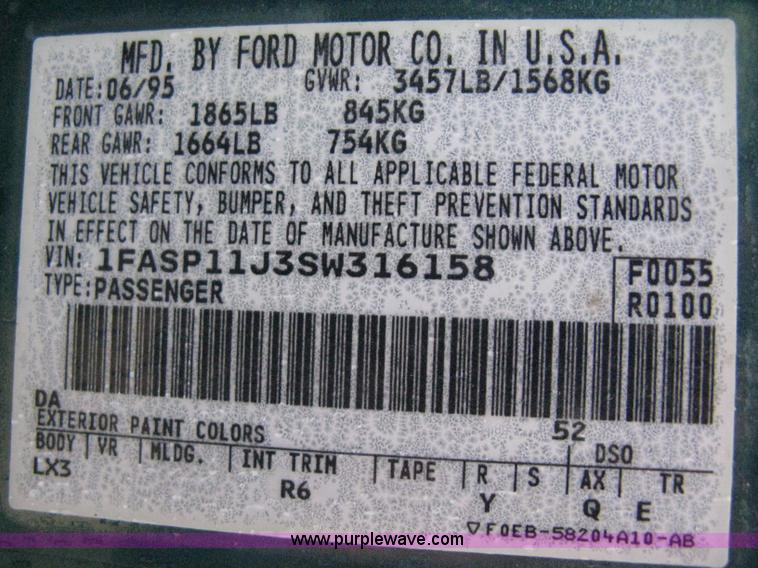 MFD. BY FORD MOTOR CO. IN U.S.A.
DATE: 06/95 GVWR: 3457LB/1568KG
FRONT GAWR: 1865LB 845KG
REAR GAWR: 1664LB 754KG
THIS VEHICLE CONFORMS TO ALL APPLICABLE FEDERAL MOTOR
VEHICLE SAFETY, BUMPER, AND THEFT PREVENTION STANDARDS
IN EFFECT ON THE DATE OF MANUFACTURE SHOWN ABOVE.
VIN: 1FASP11J3SW316158 F0055
TYPE: PASSENGER R0100
DA
EXTERIOR PAINT COLORS 52 DSO
BODY VR MLDG. INT TRIM TAPE R S AX TR
LX3 R6 Y Q E
▽F0EB-58204A10-AB
www.purplewave.com